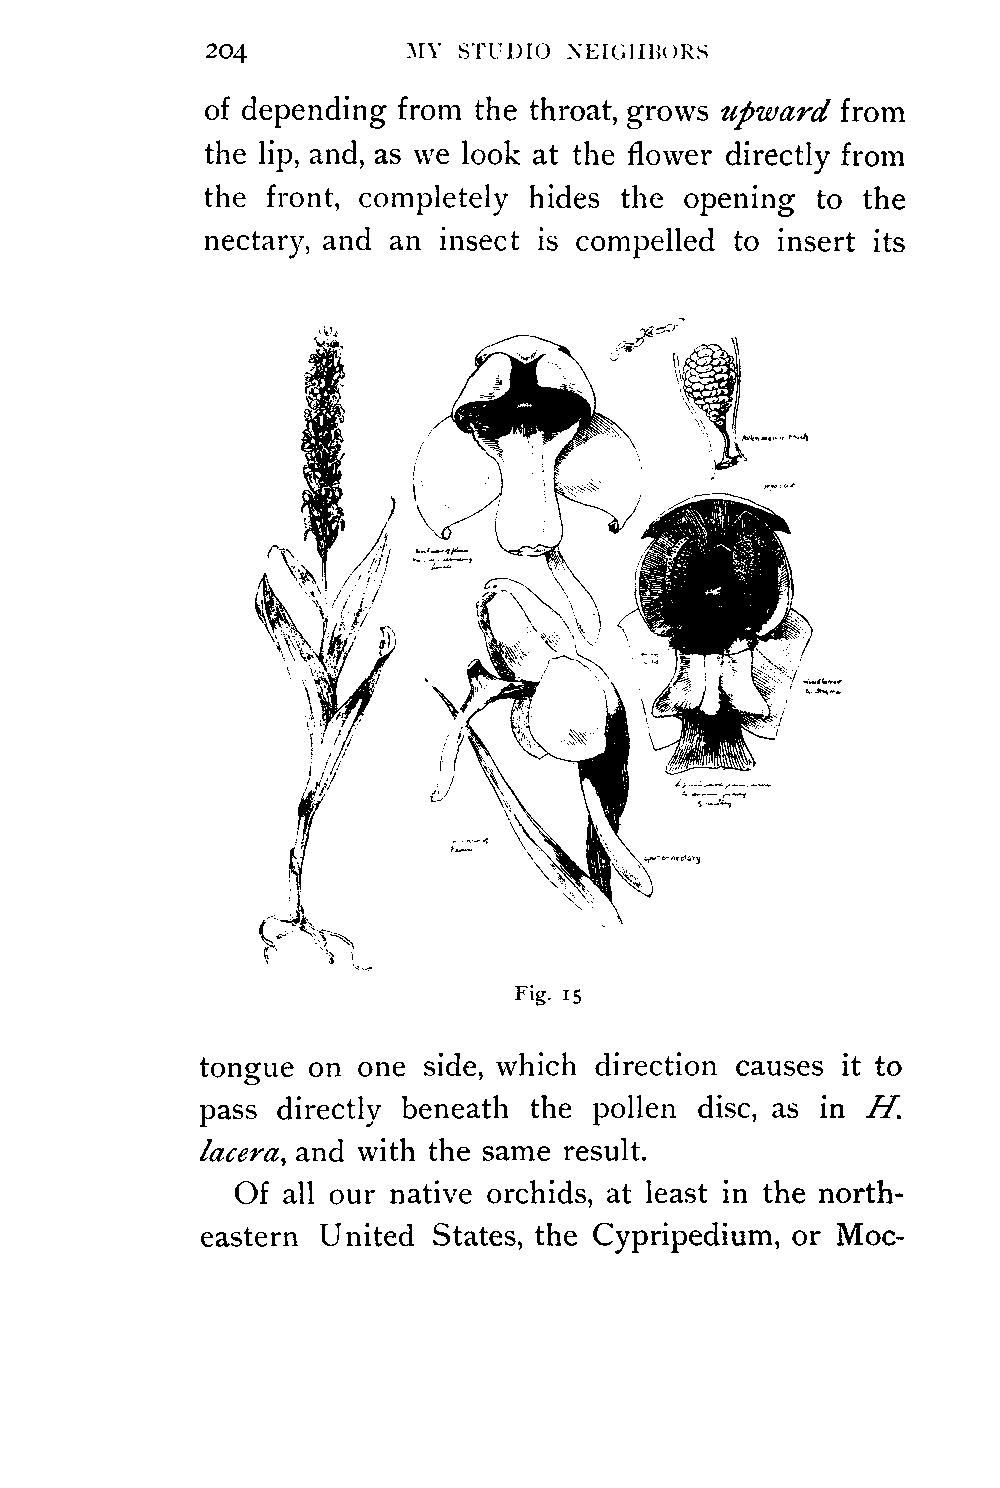 204 MY STUDIO NEIGHBORS
of depending from the throat, grows upward from
the lip, and, as we look at the flower directly from
the front, completely hides the opening to the
nectary, and an insect is compelled to insert its
spur or nectary
Fig. 15
tongue on one side, which direction causes it to
pass directly beneath the pollen disc, as in H.
lacera, and with the same result.
Of all our native orchids, at least in the north-
eastern United States, the Cypripedium, or Moc-